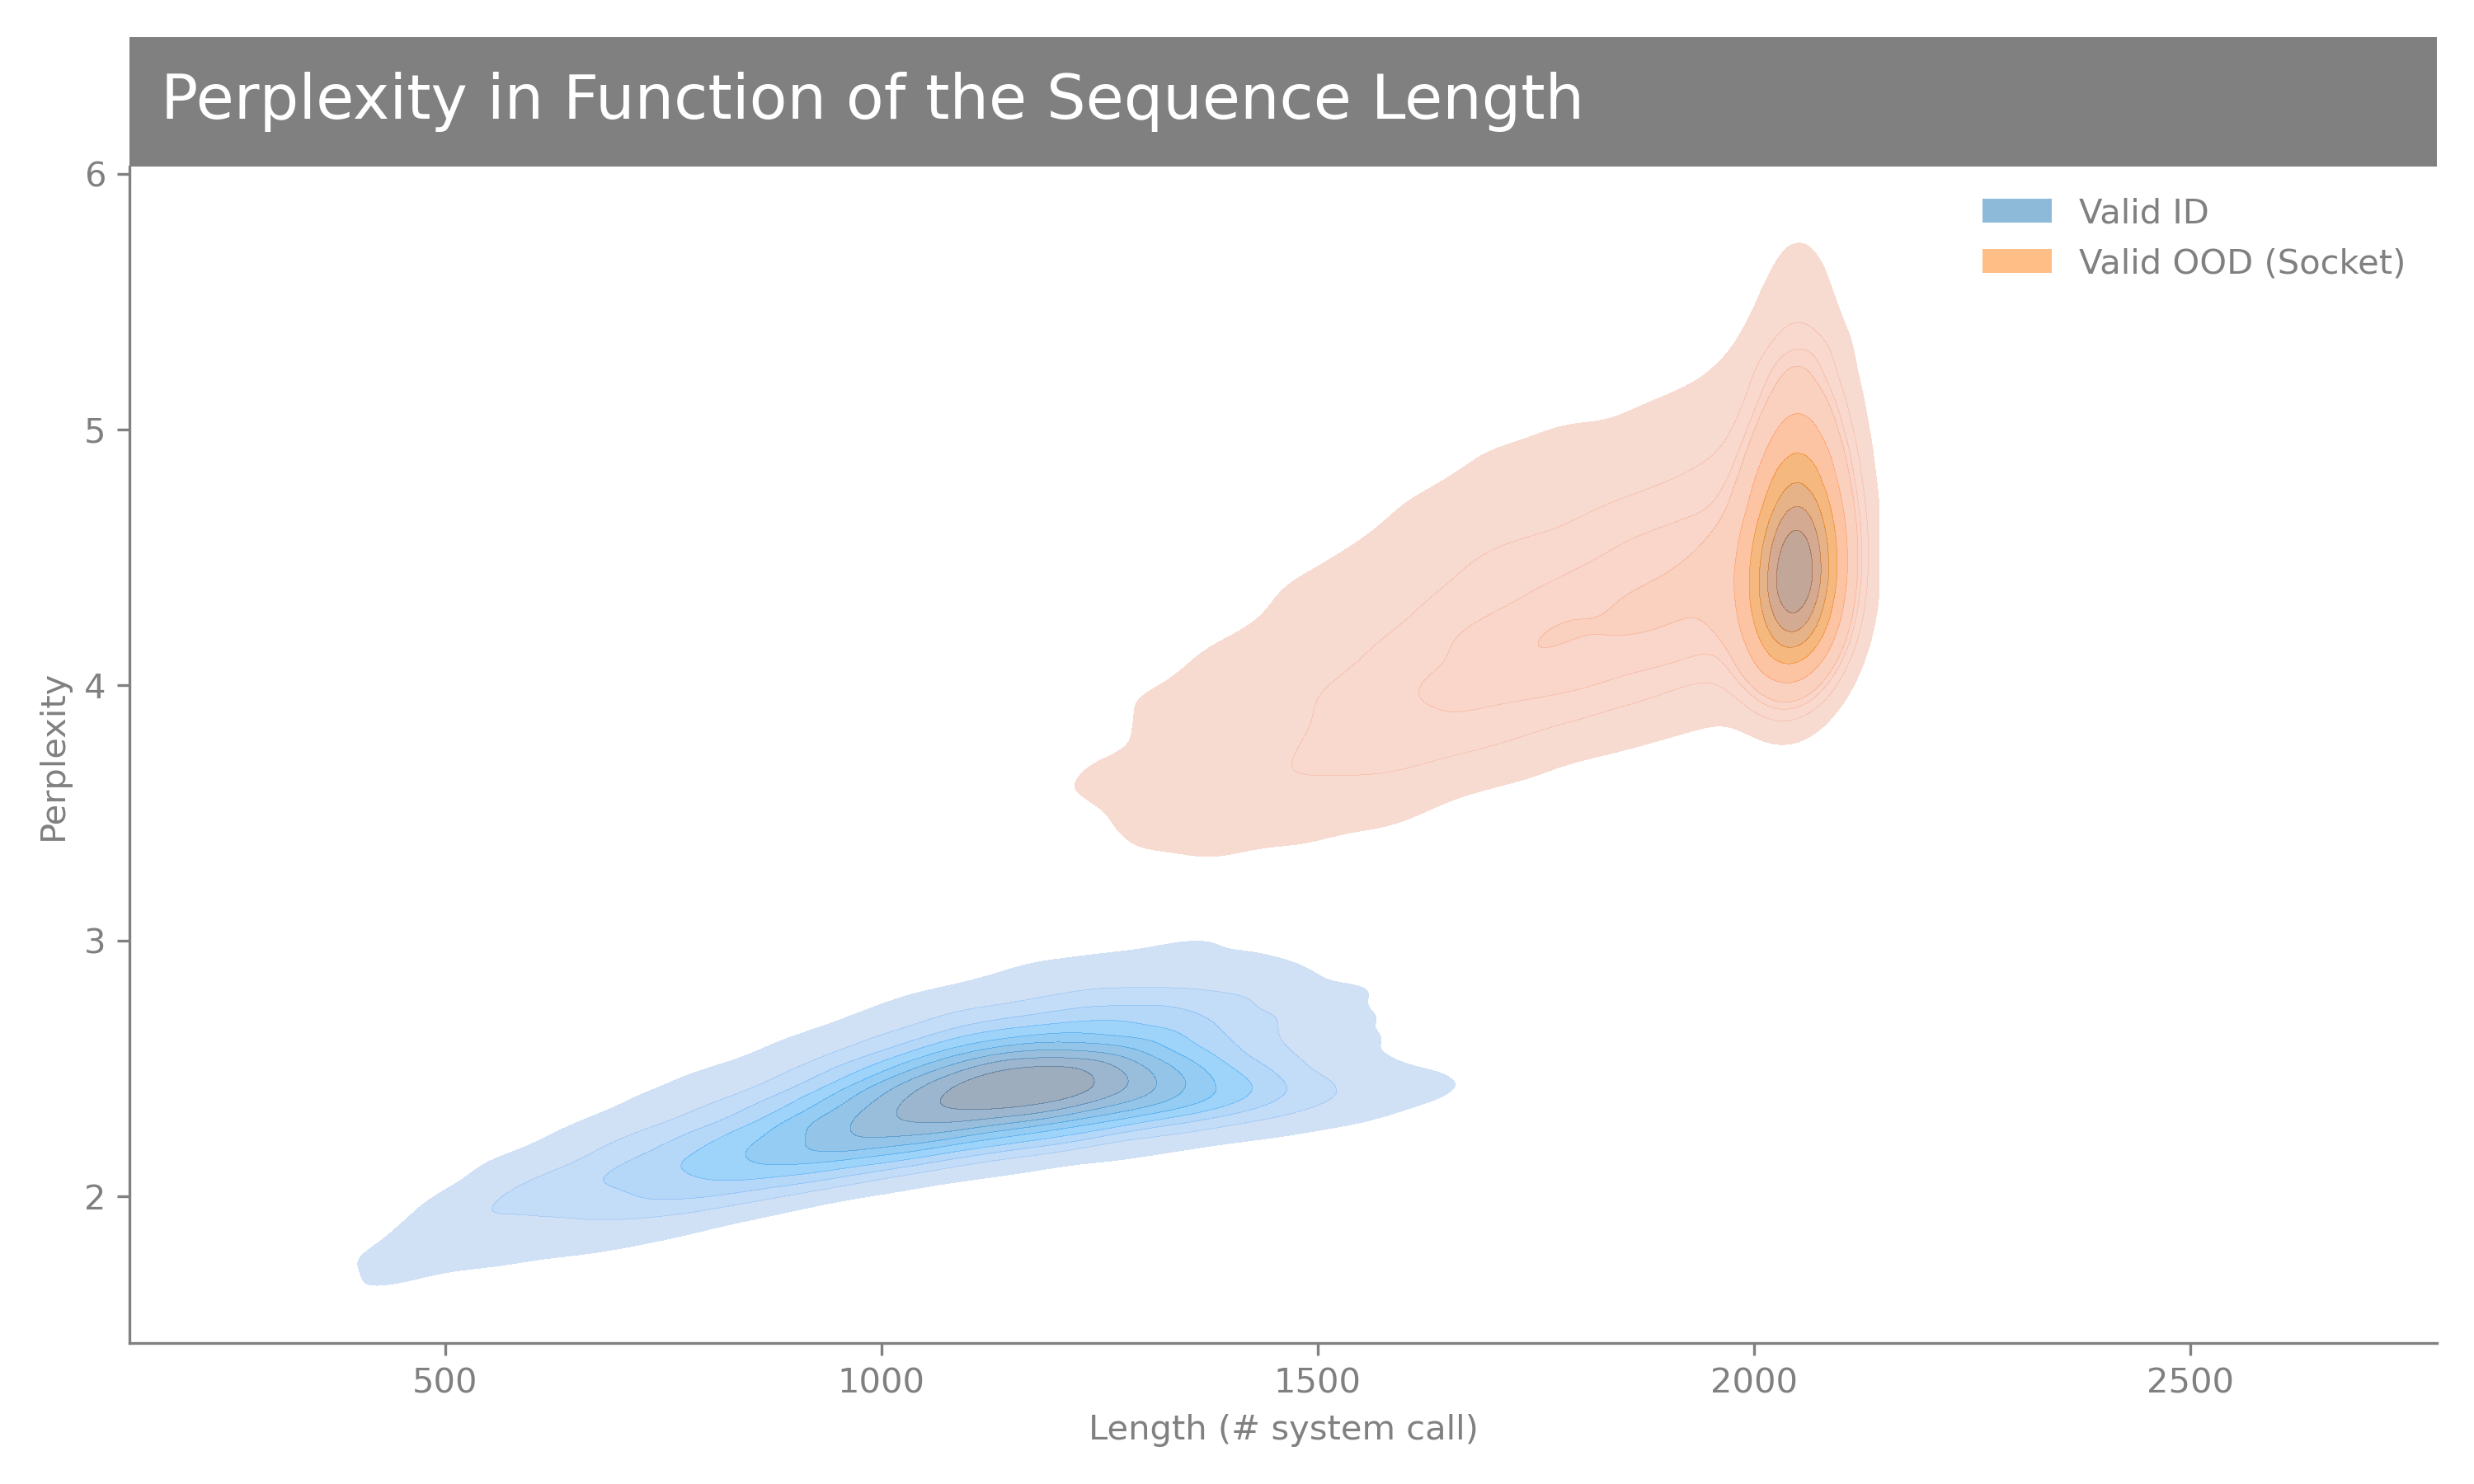 Perplexity in Function of the Sequence Length
Valid ID
Valid OOD (Socket)
6
5
4
3
2
Perplexity
500 1000 1500 2000 2500
Length (# system call)